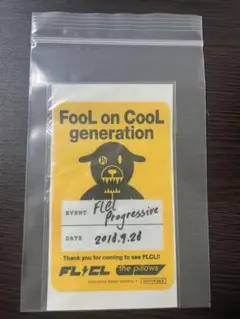 FooL on CooL
generation
EVENT FLCL
Progressive
DATE 2018.9.28
Thank you for coming to see FLCL!!
FLCL the pillows